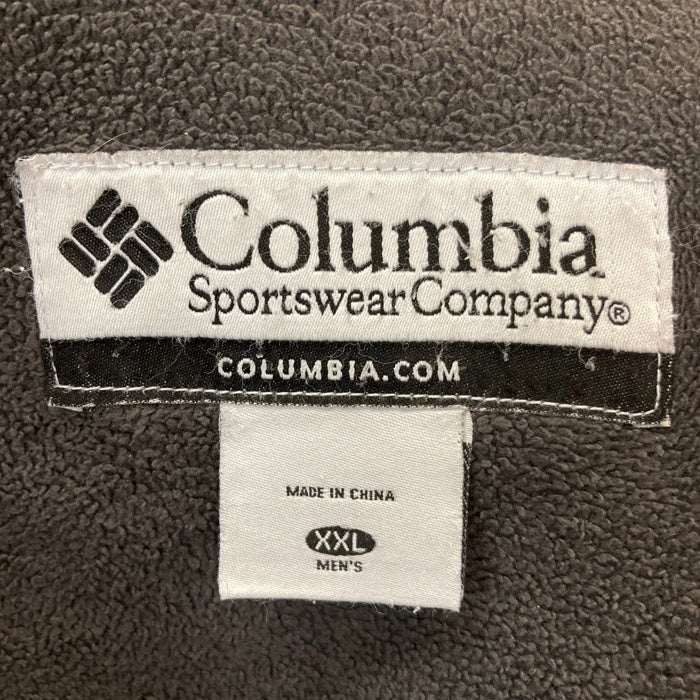 Columbia
Sportswear Company®
COLUMBIA.COM
MADE IN CHINA
XXL
MEN'S